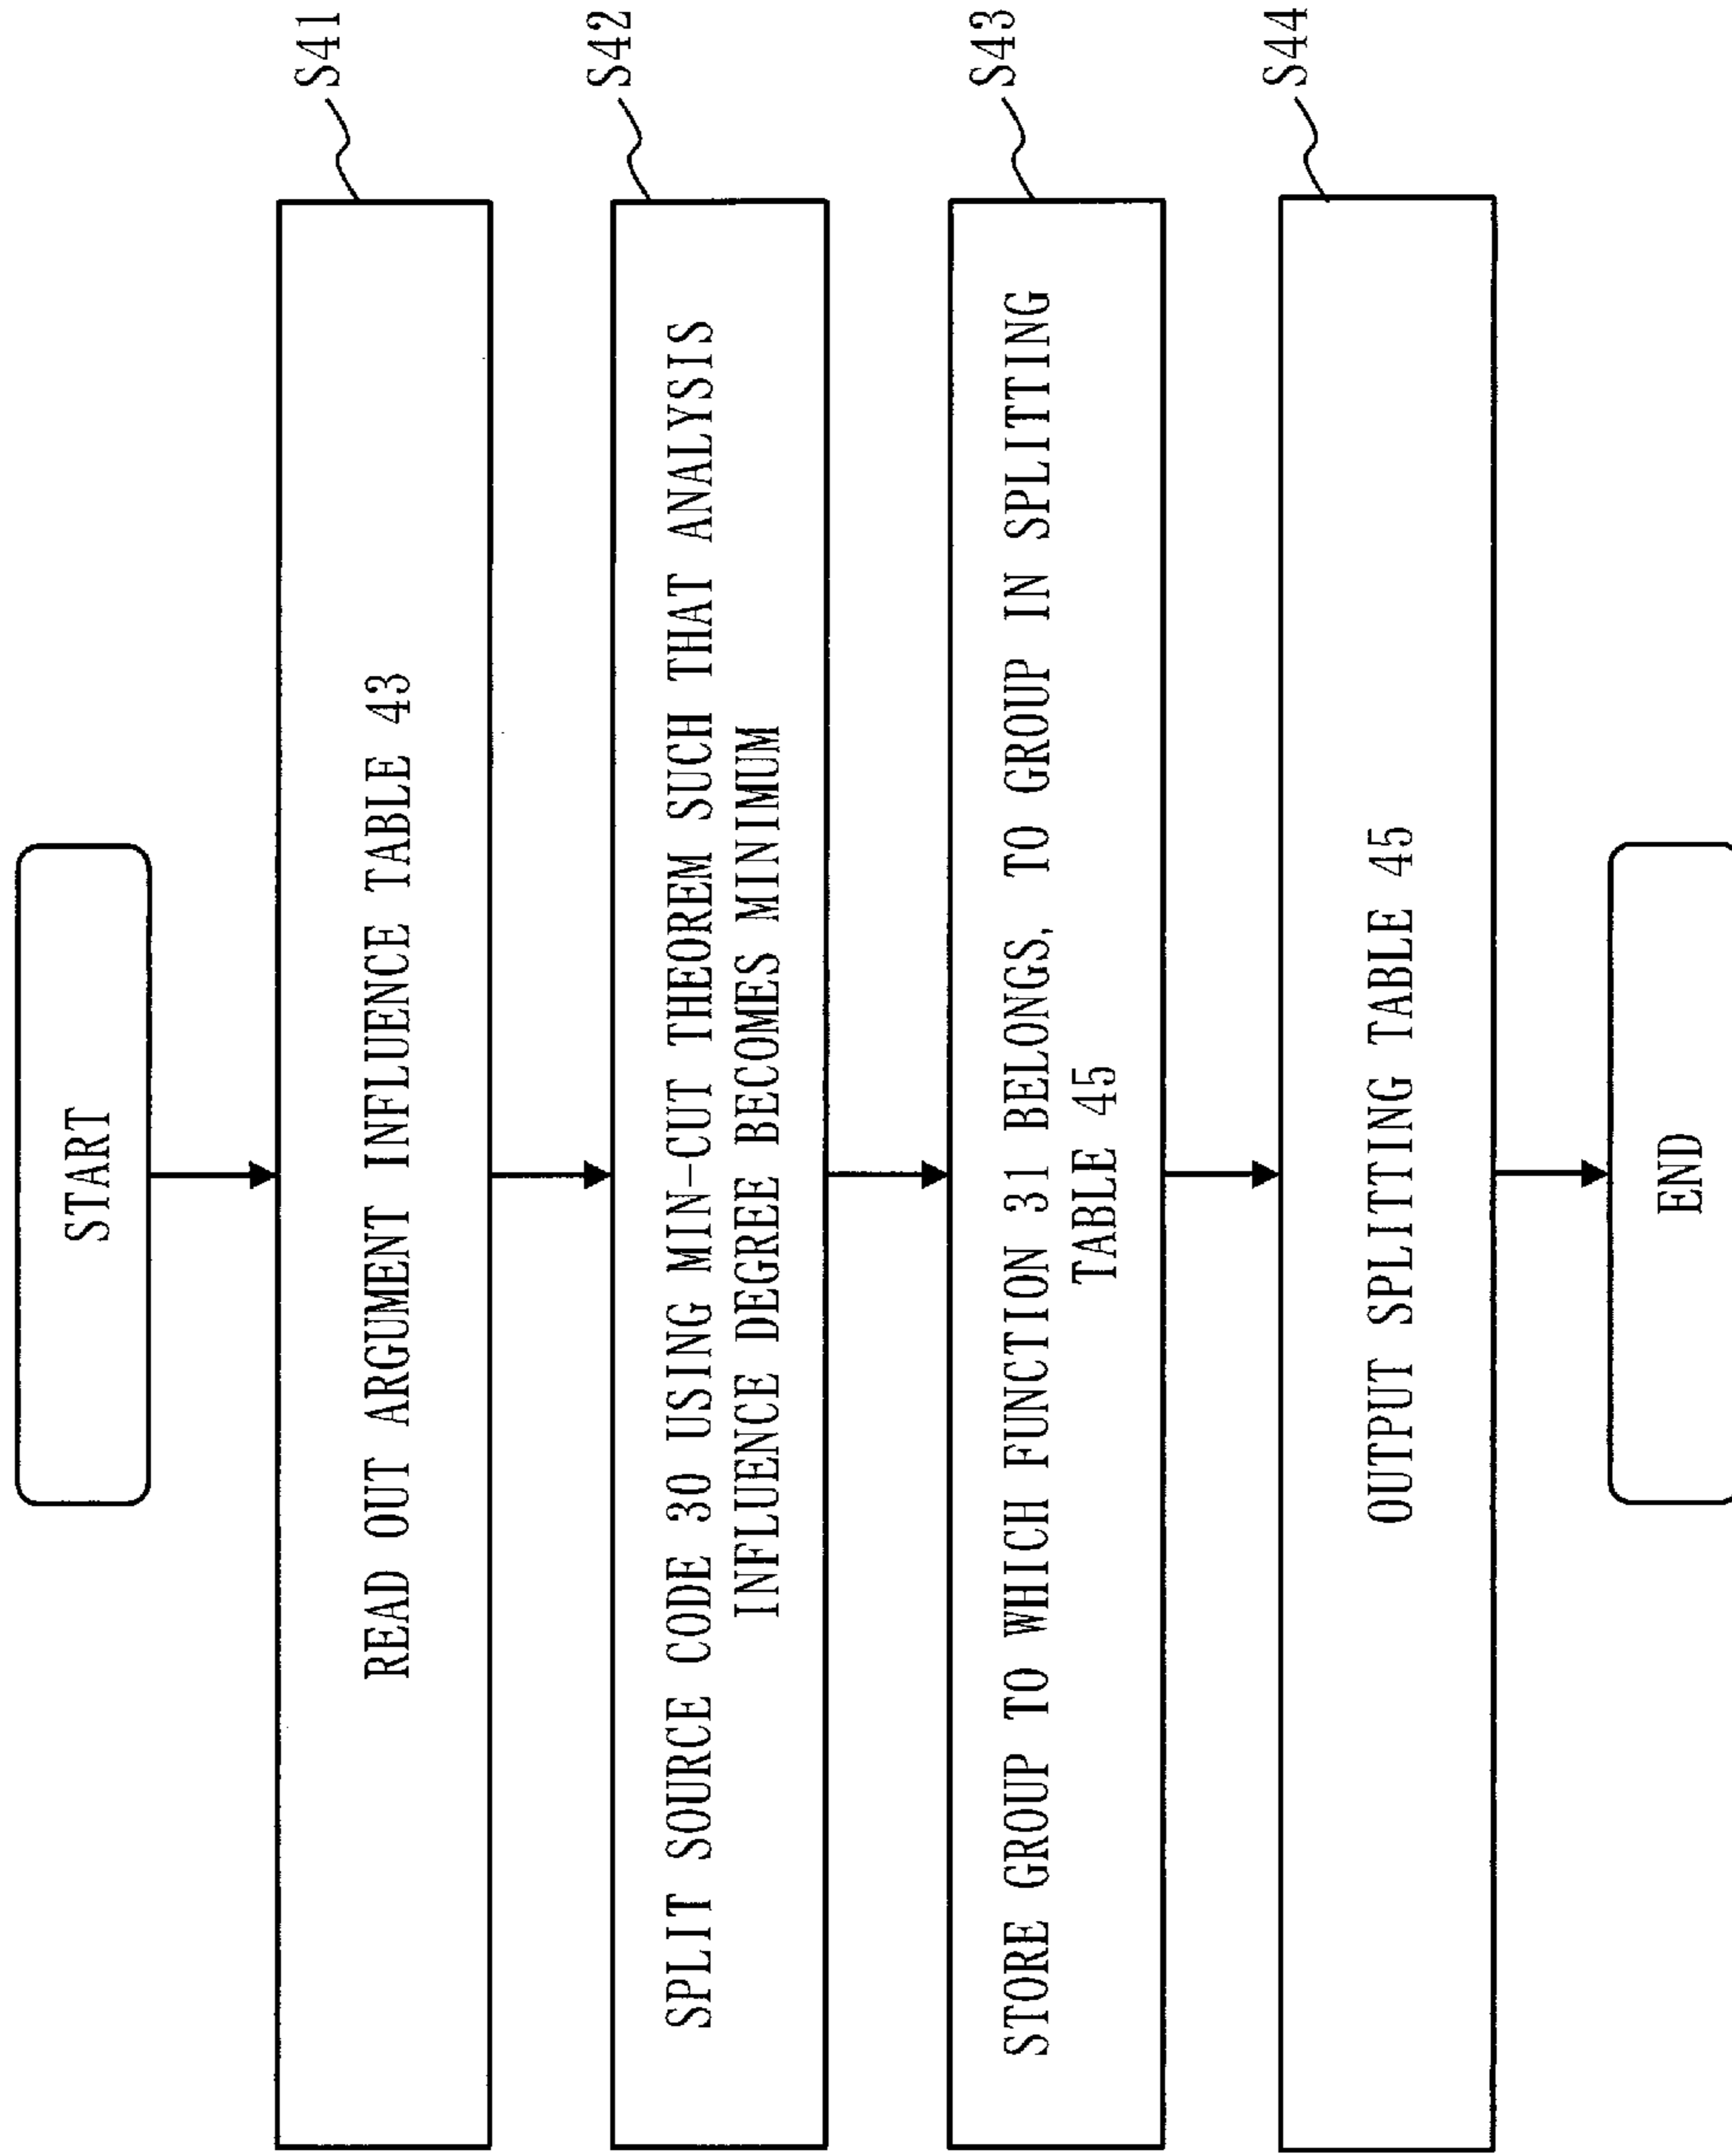 START
READ OUT ARGUMENT INFLUENCE TABLE 43
S41
SPLIT SOURCE CODE 30 USING MIN-CUT THEOREM SUCH THAT ANALYSIS
INFLUENCE DEGREE BECOMES MINIMUM
S42
STORE GROUP TO WHICH FUNCTION 31 BELONGS, TO GROUP IN SPLITTING
TABLE 45
S43
OUTPUT SPLITTING TABLE 45
S44
END